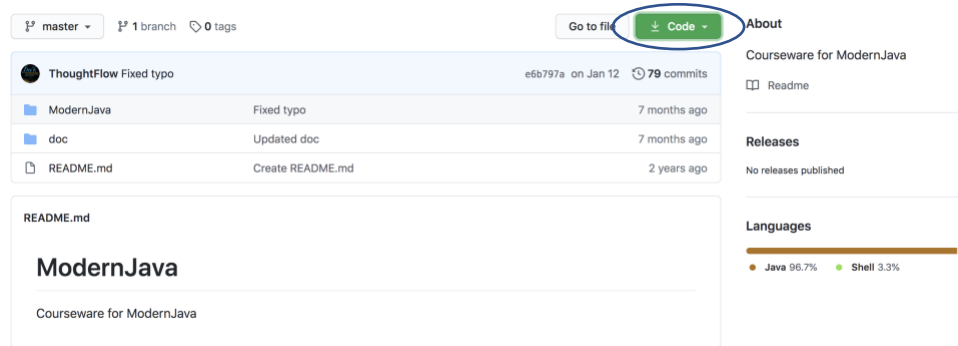 master 1 branch 0 tags Go to file Code
ThoughtFlow Fixed typo e6b797a on Jan 12 79 commits
ModernJava Fixed typo 7 months ago
doc Updated doc 7 months ago
README.md Create README.md 2 years ago
README.md
ModernJava
Courseware for ModernJava
About
Courseware for ModernJava
Readme
Releases
No releases published
Languages
Java 96.7% Shell 3.3%